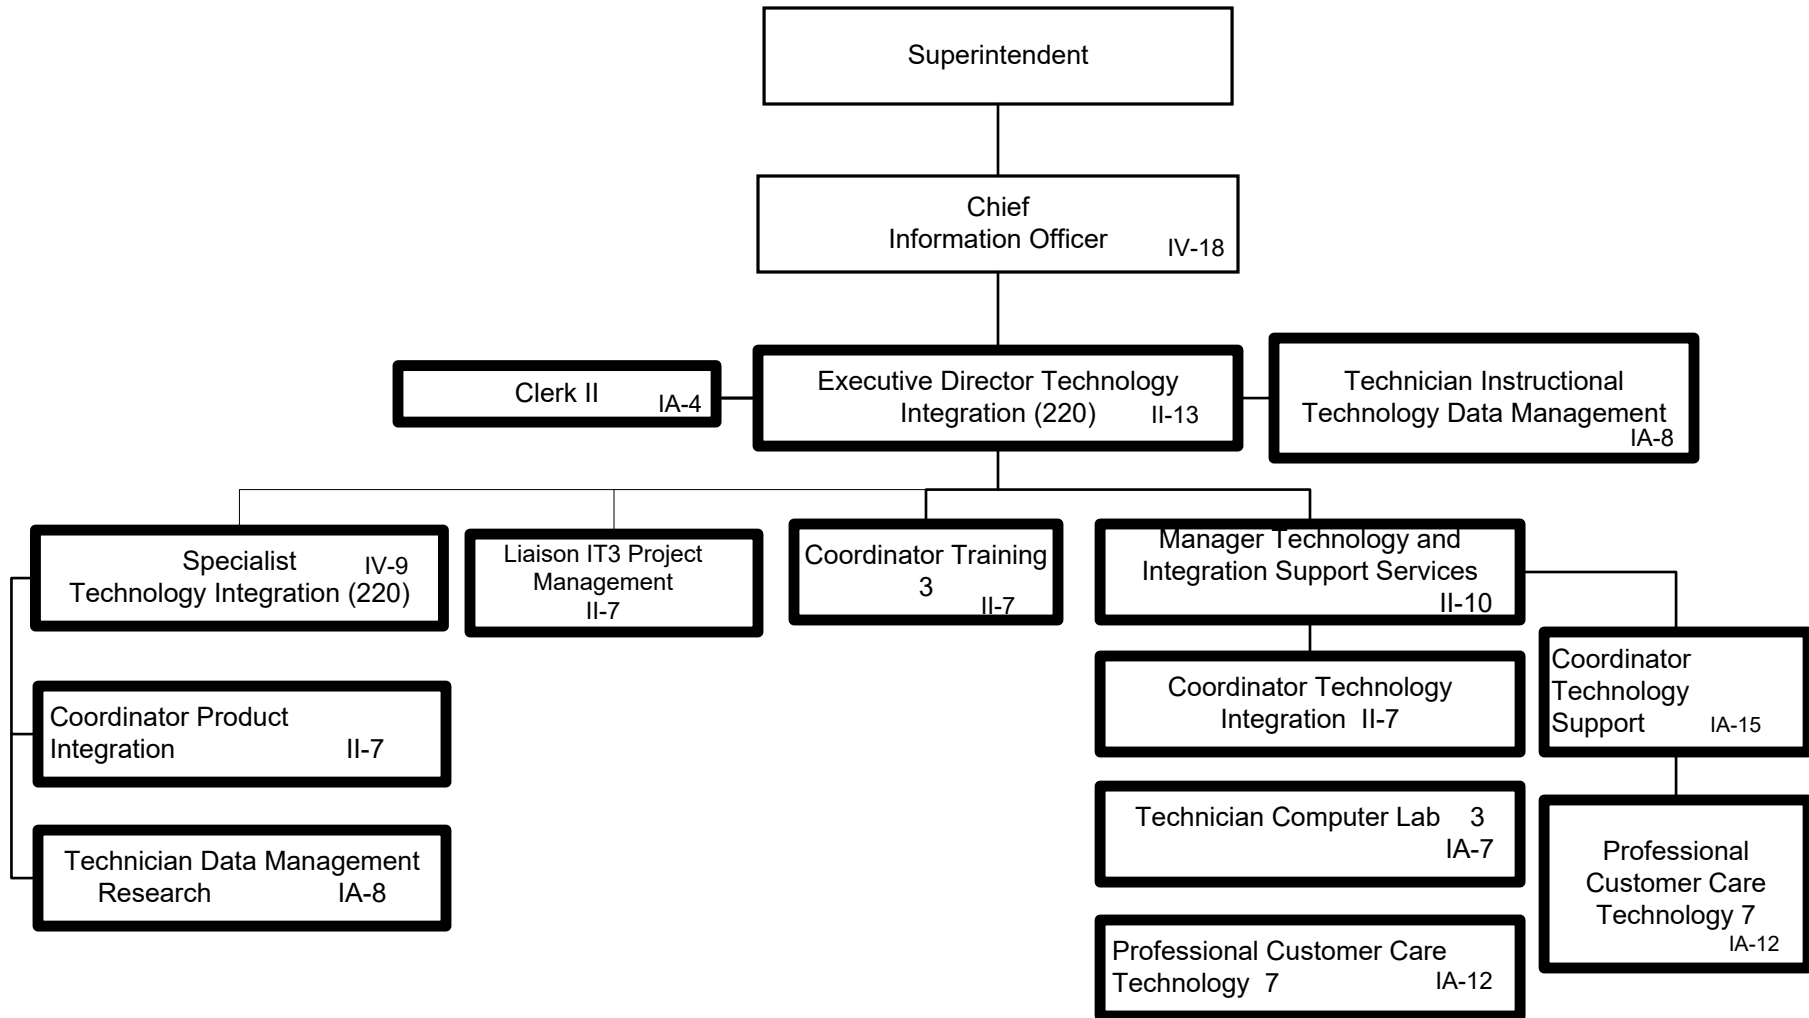 Superintendent
Chief
Information Officer IV-18
Clerk II IA-4
Executive Director Technology
Integration (220) II-13
Technician Instructional
Technology Data Management
IA-8
Specialist IV-9
Technology Integration (220)
Liaison IT3 Project
Management
II-7
Coordinator Training
3
II-7
Manager Technology and
Integration Support Services
II-10
Coordinator Product
Integration II-7
Technician Data Management
Research IA-8
Coordinator Technology
Integration II-7
Technician Computer Lab 3
IA-7
Professional Customer Care
Technology 7 IA-12
Coordinator
Technology
Support IA-15
Professional
Customer Care
Technology 7
IA-12